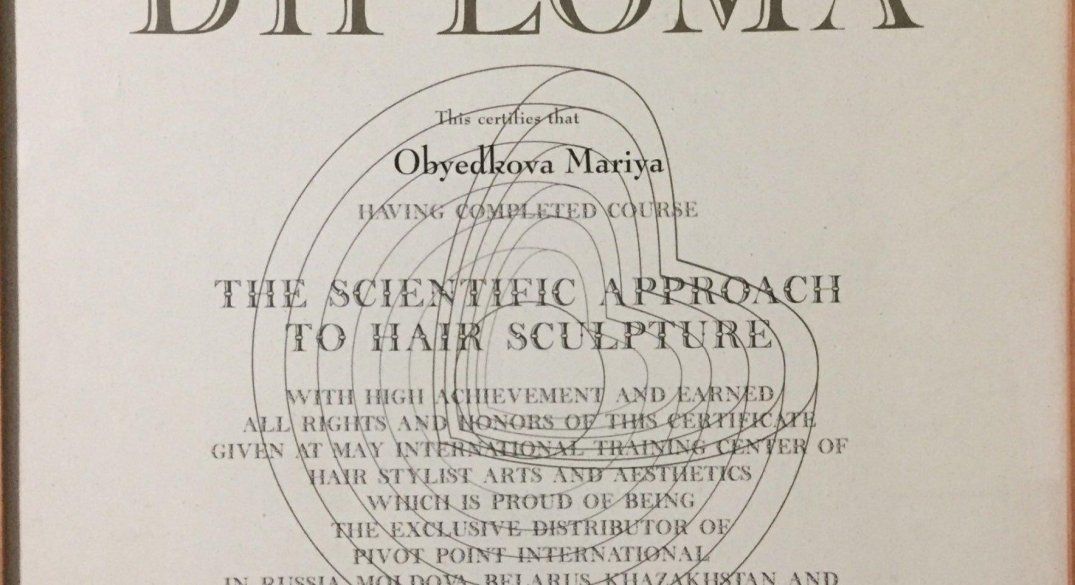 DIPLOMA
This certifies that
Obyedkova Mariya
HAVING COMPLETED COURSE
THE SCIENTIFIC APPROACH
TO HAIR SCULPTURE
WITH HIGH ACHIEVEMENT AND EARNED
ALL RIGHTS AND HONORS OF THIS CERTIFICATE
GIVEN AT MAY INTERNATIONAL TRAINING CENTER OF
HAIR STYLIST ARTS AND AESTHETICS
WHICH IS PROUD OF BEING
THE EXCLUSIVE DISTRIBUTOR OF
PIVOT POINT INTERNATIONAL
IN RUSSIA, MOLDOVA, BELARUS, KHAZAKHSTAN AND